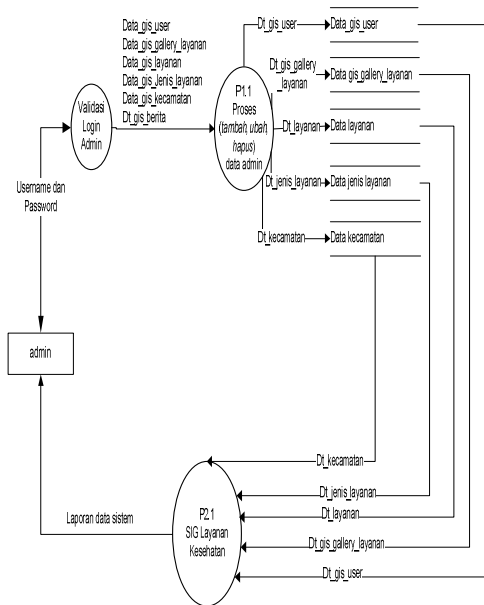 Data_gis_user
Data_gis_gallery_layanan
Data_gis_layanan
Data_gis_Jenis_layanan
Data_gis_kecamatan
Dt_gis_berita
Validasi
Login
Admin
P1.1
Proses
(tambah, ubah,
hapus)
data admin
Dt_gis_user
Data_gis_user
Dt_gis_gallery
_layanan
Data gis_gallery_layanan
Dt_layanan
Data layanan
Dt_jenis_layanan
Data jenis layanan
Dt_kecamatan
Data kecamatan
Username dan
Password
admin
Laporan data sistem
P2.1
SIG Layanan
Kesehatan
Dt_kecamatan
Dt_jenis_layanan
Dt_layanan
Dt_gis_gallery_layanan
Dt_gis_user